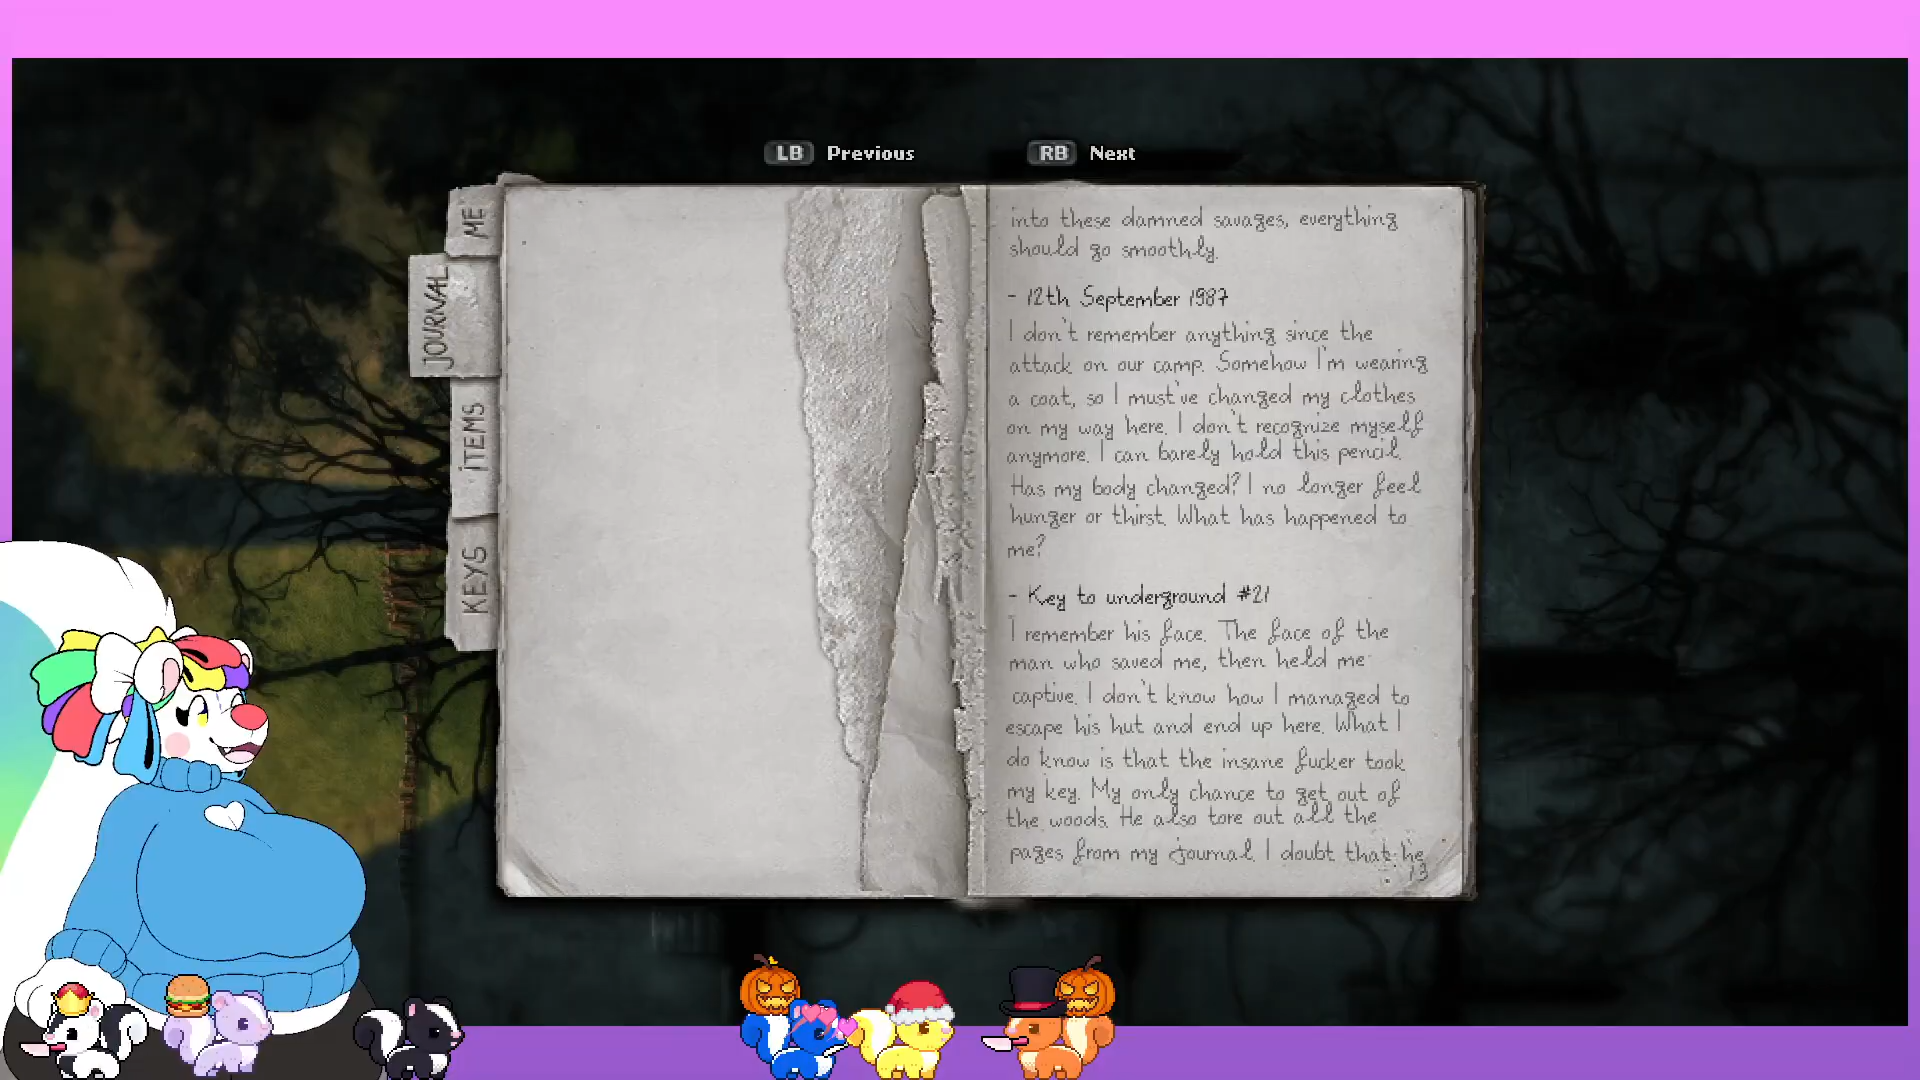 LB Previous RB Next
ME
JOURNAL
ITEMS
KEYS
into these damned savages, everything
should go smoothly.
- 12th September 1987
I don't remember anything since the
attack on our camp. Somehow I'm wearing
a coat, so I must've changed my clothes
on my way here. I don't recognize myself
anymore. I can barely hold this pencil.
Has my body changed? I no longer feel
hunger or thirst. What has happened to
me?
- Key to underground #21
I remember his face. The face of the
man who saved me, then held me
captive. I don't know how I managed to
escape his hut and end up here. What I
do know is that the insane fucker took
my key. My only chance to get out of
the woods. He also tore out all the
pages from my journal. I doubt that he
13